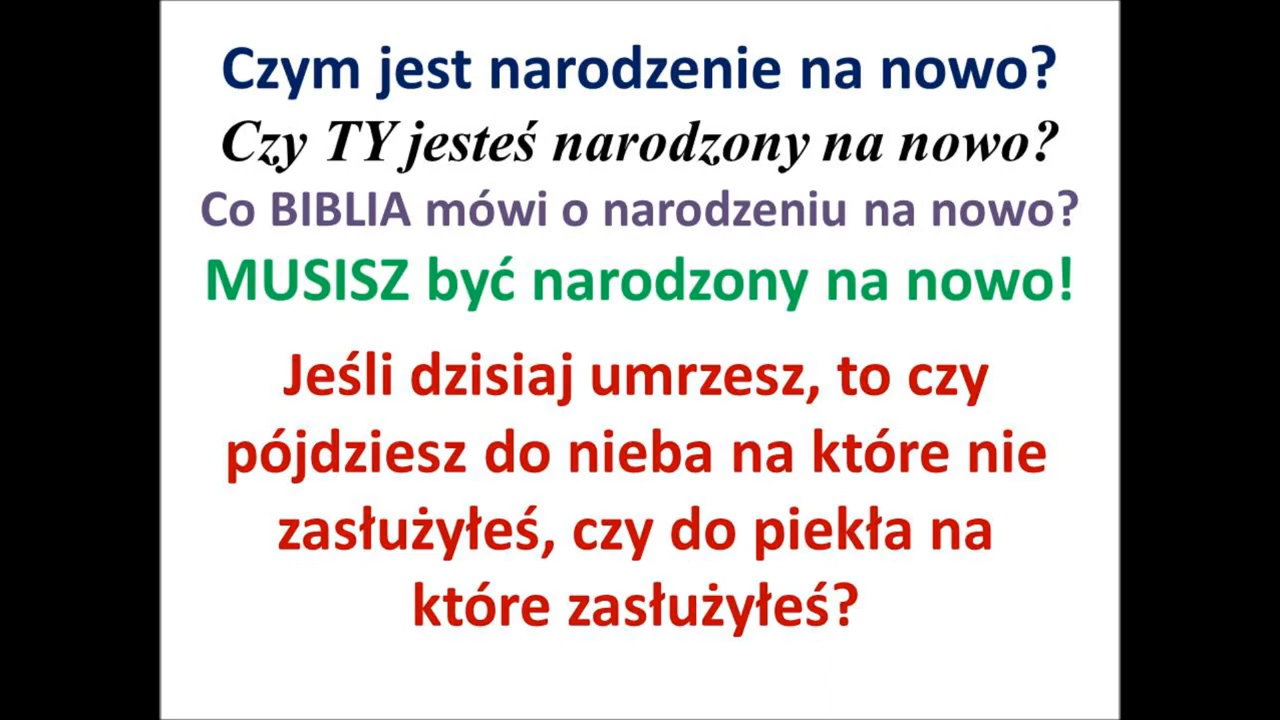 Czym jest narodzenie na nowo?
Czy TY jesteś narodzony na nowo?
Co BIBLIA mówi o narodzeniu na nowo?
MUSISZ być narodzony na nowo!
Jeśli dzisiaj umrzesz, to czy
pójdziesz do nieba na które nie
zasłużyłeś, czy do piekła na
które zasłużyłeś?